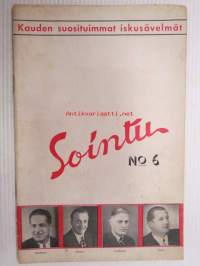 Kauden suosituimmat iskusävelmät
Antikvariaatti.net
Sointu
NO 6